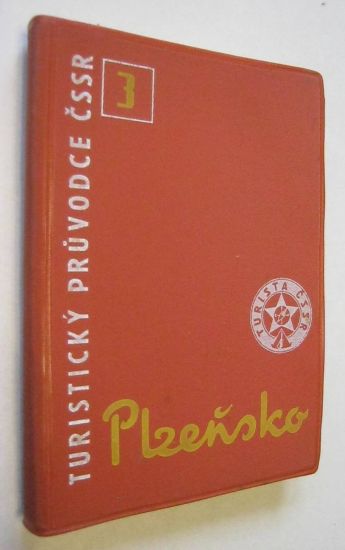 TURISTICKÝ PRŮVODCE ČSSR
3
TURISTA ČSSR
Plzeňsko